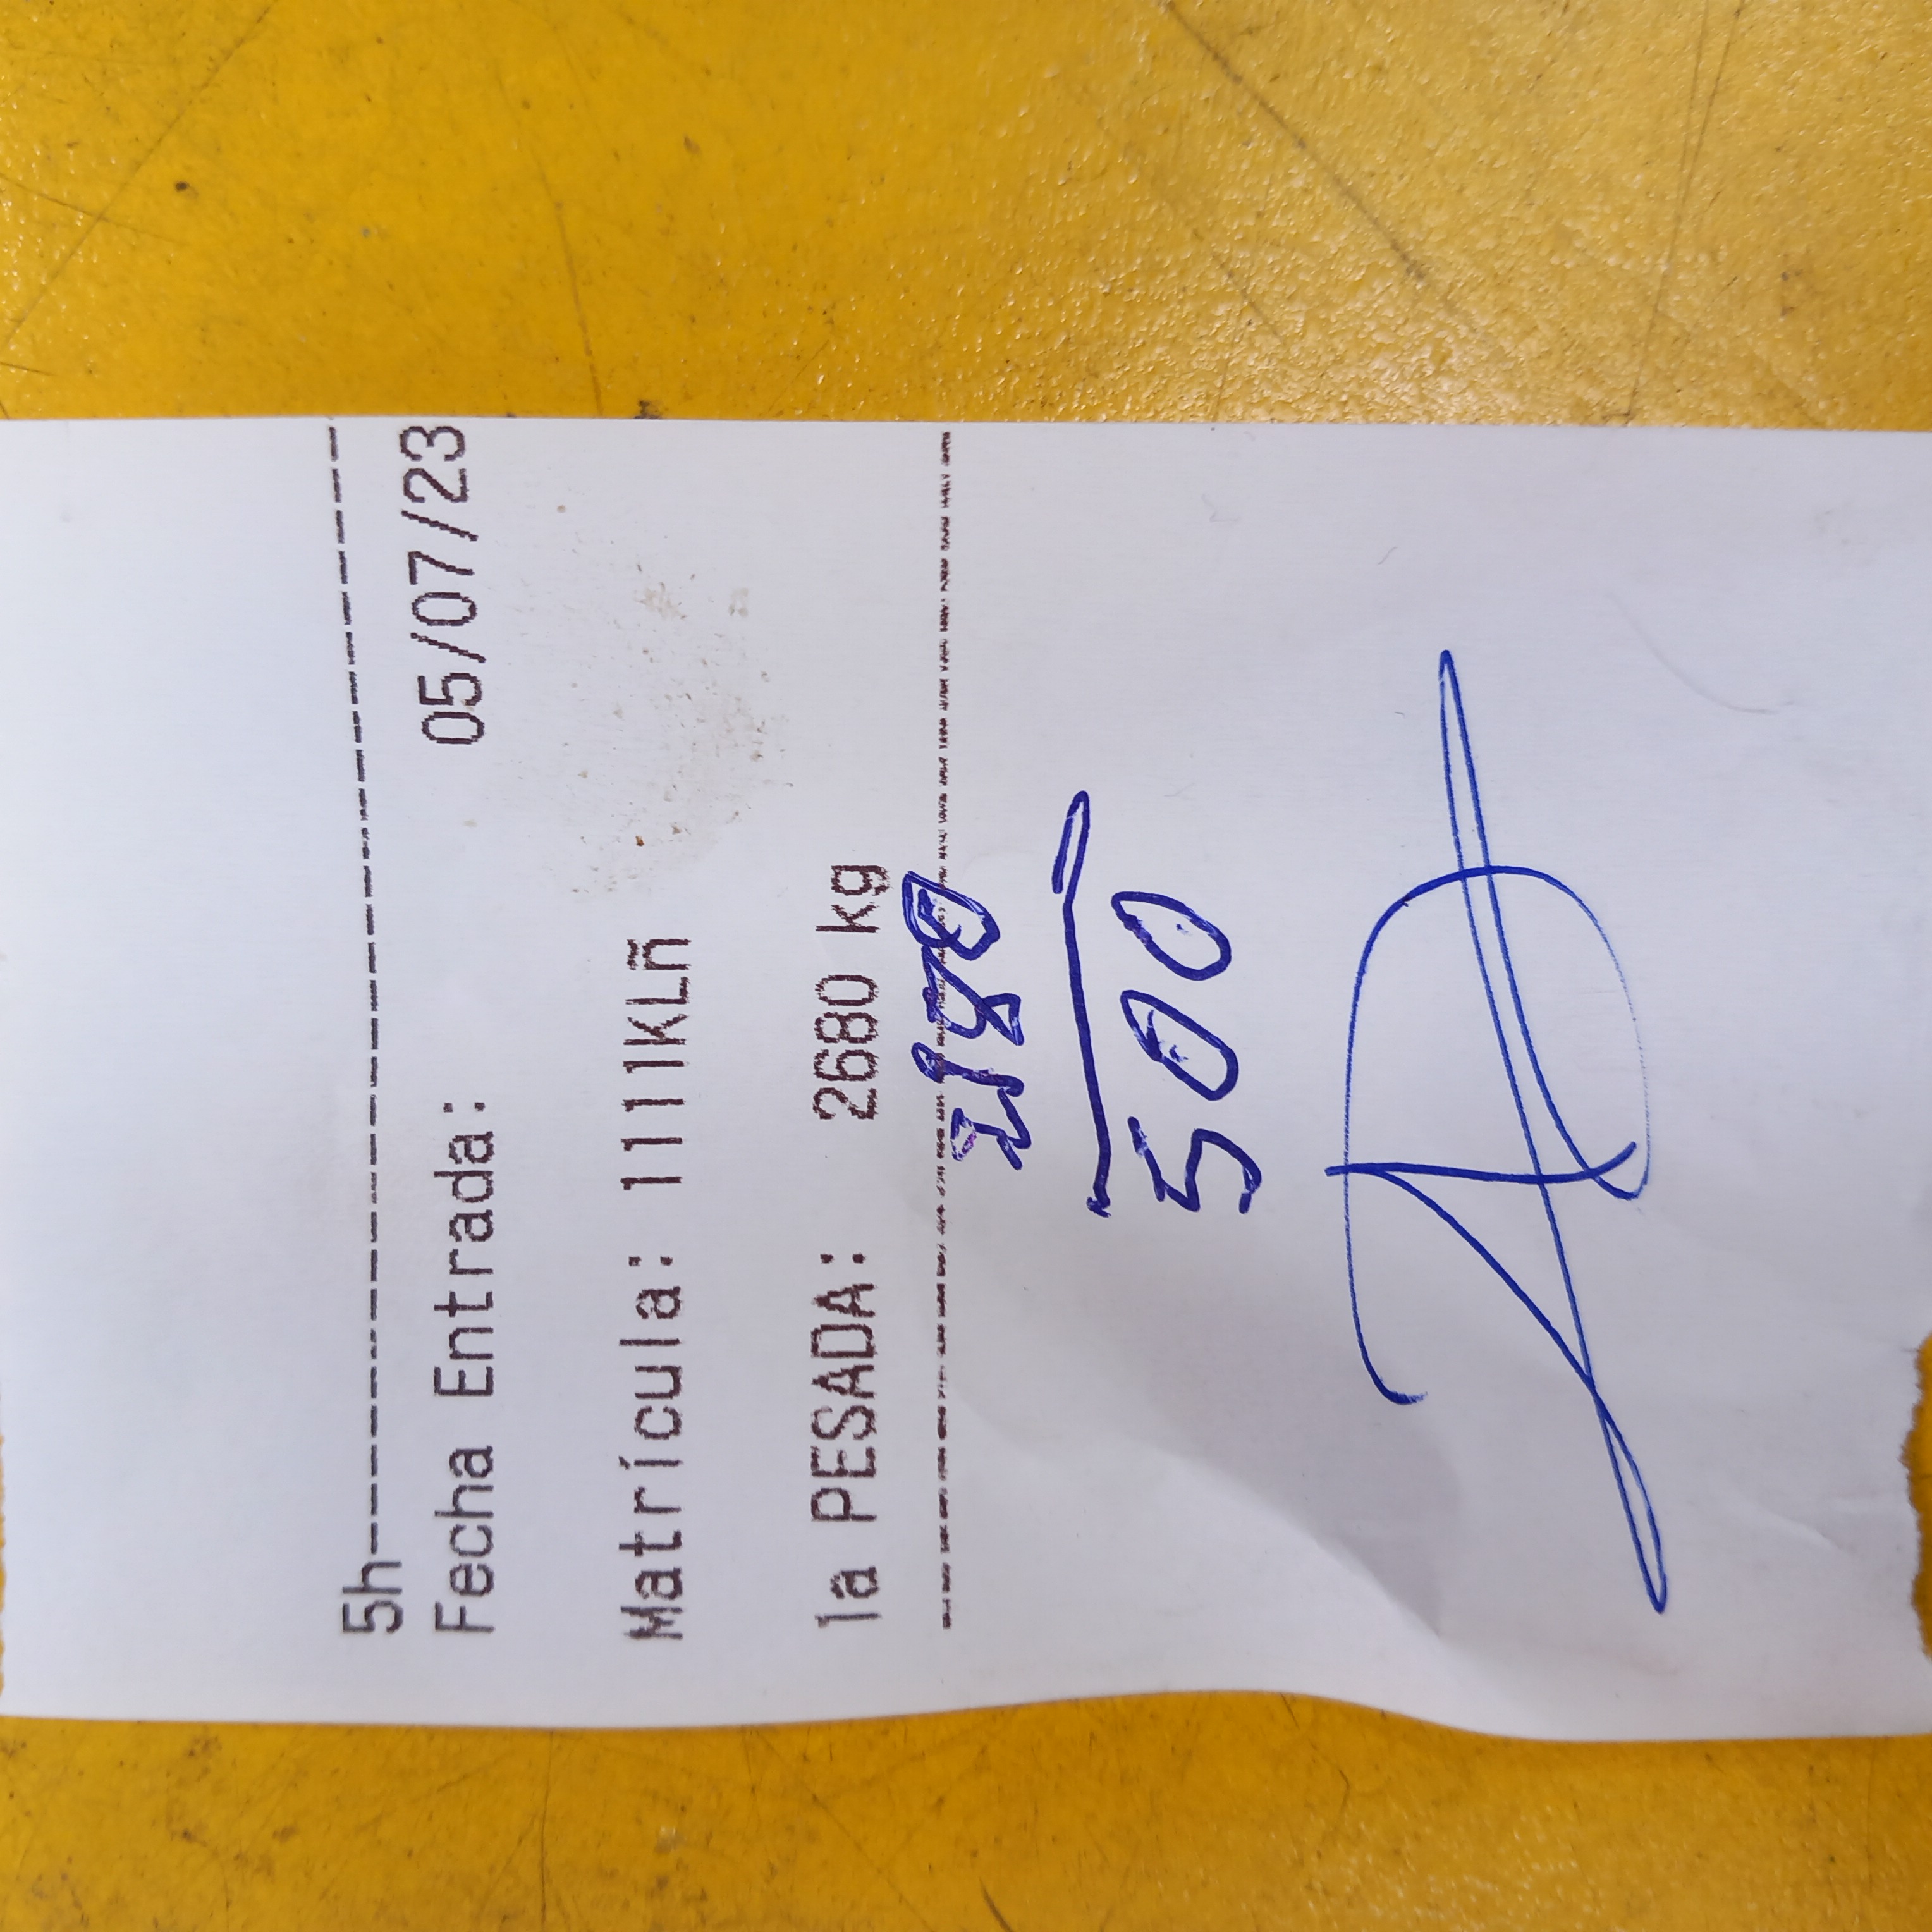 5h------------------------------
Fecha Entrada: 05/07/23
Matrícula: 1111KLñ
1a PESADA: 2680 kg
--------------------------------
2180
500